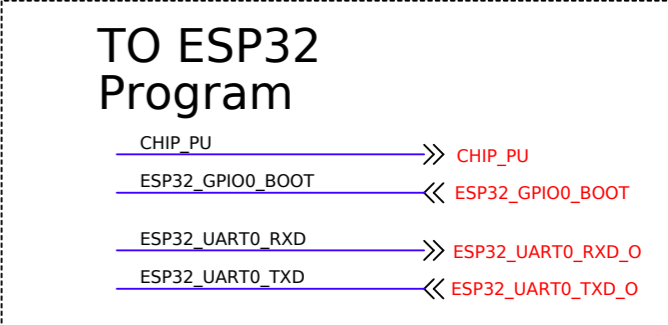 TO ESP32
Program
CHIP_PU
CHIP_PU
ESP32_GPIO0_BOOT
ESP32_GPIO0_BOOT
ESP32_UART0_RXD
ESP32_UART0_RXD_O
ESP32_UART0_TXD
ESP32_UART0_TXD_O